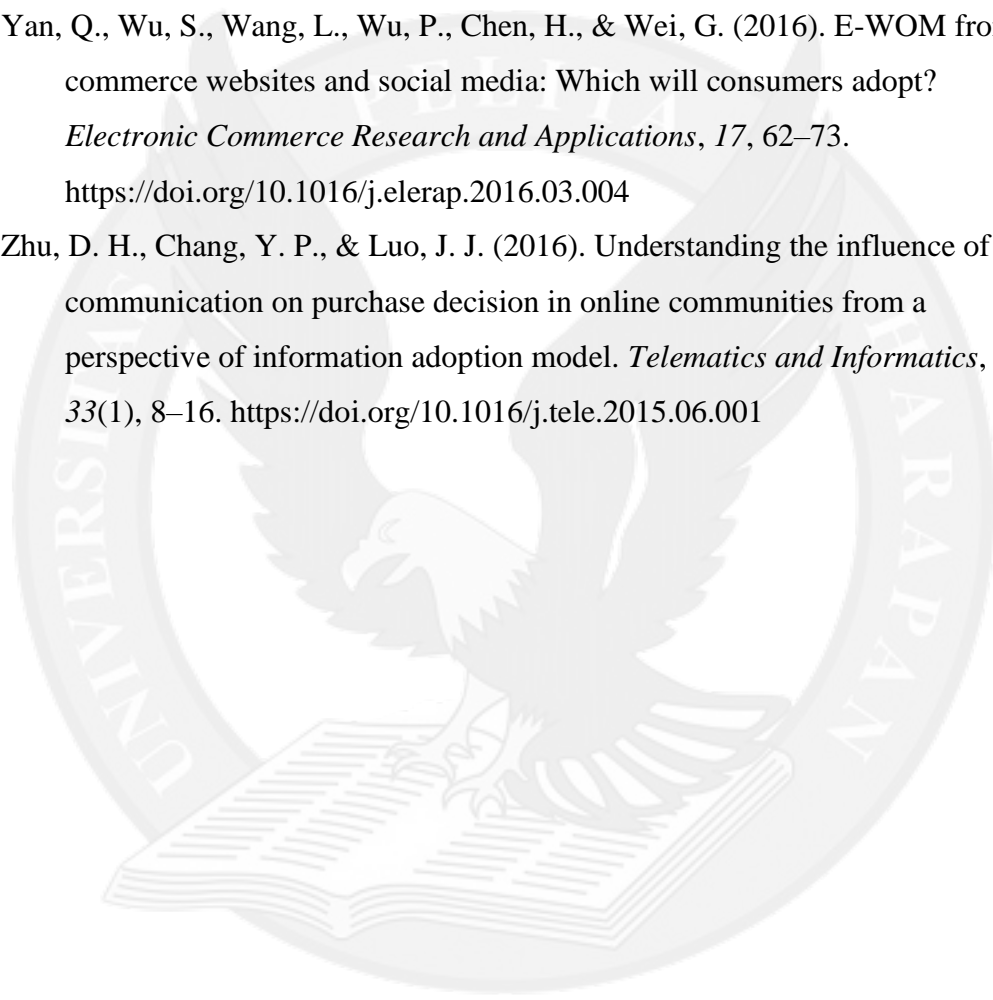 Yan, Q., Wu, S., Wang, L., Wu, P., Chen, H., & Wei, G. (2016). E-WOM fro
commerce websites and social media: Which will consumers adopt?
Electronic Commerce Research and Applications, 17, 62–73.
https://doi.org/10.1016/j.elerap.2016.03.004
Zhu, D. H., Chang, Y. P., & Luo, J. J. (2016). Understanding the influence of
communication on purchase decision in online communities from a
perspective of information adoption model. Telematics and Informatics,
33(1), 8–16. https://doi.org/10.1016/j.tele.2015.06.001
UNIVERSITAS PELITA HARAPAN